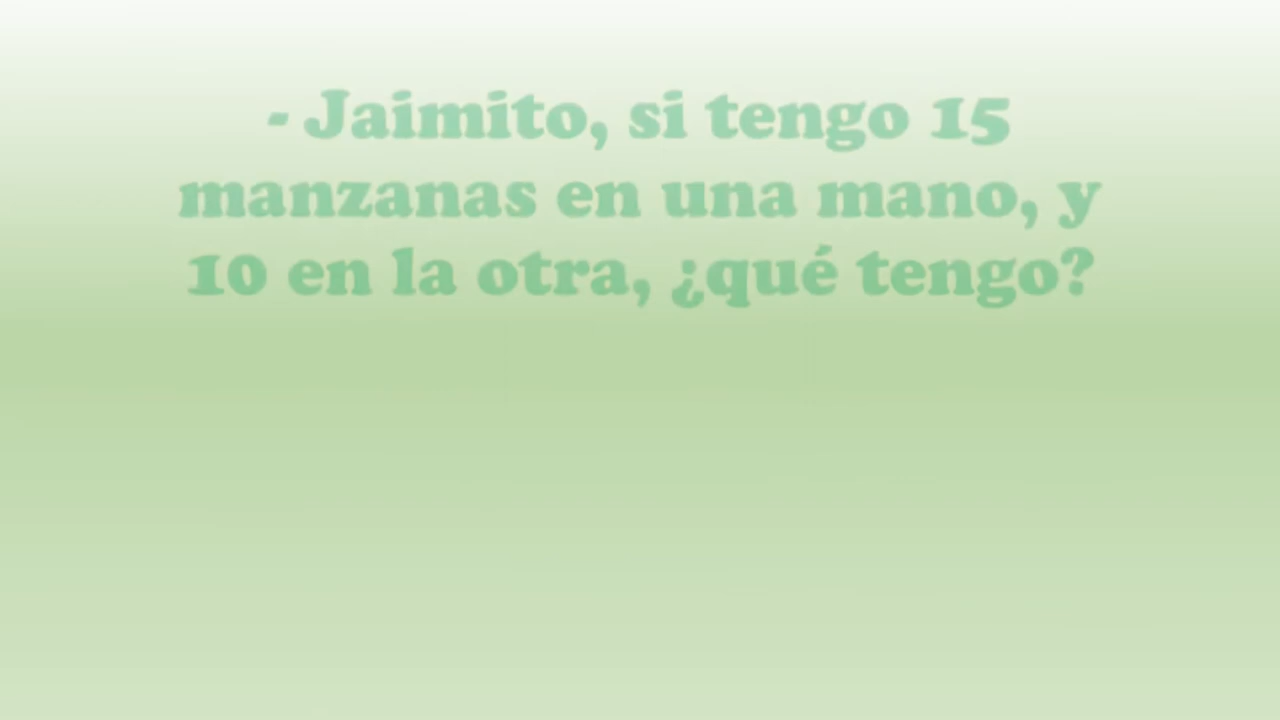 - Jaimito, si tengo 15
manzanas en una mano, y
10 en la otra, ¿qué tengo?